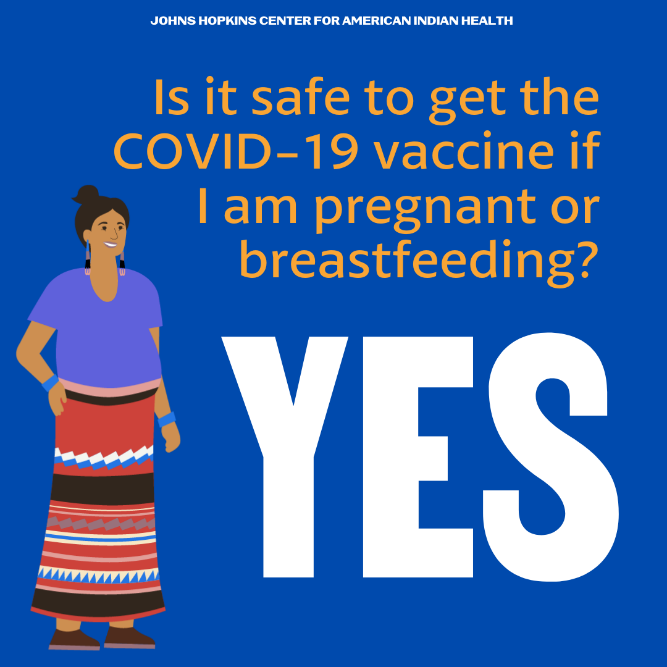 JOHNS HOPKINS CENTER FOR AMERICAN INDIAN HEALTH
Is it safe to get the
COVID-19 vaccine if
I am pregnant or
breastfeeding?
YES